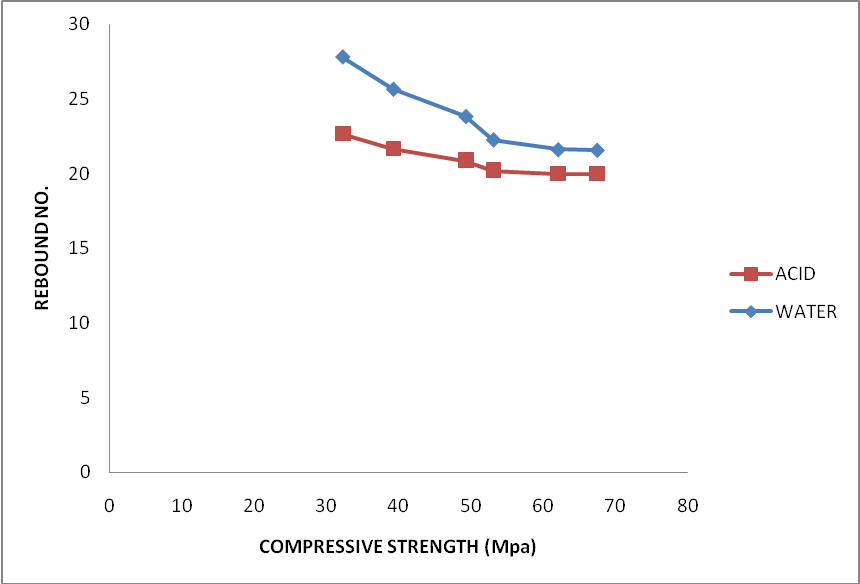 30
25
20
15
10
5
0
REBOUND NO.
0 10 20 30 40 50 60 70 80
COMPRESSIVE STRENGTH (Mpa)
ACID
WATER